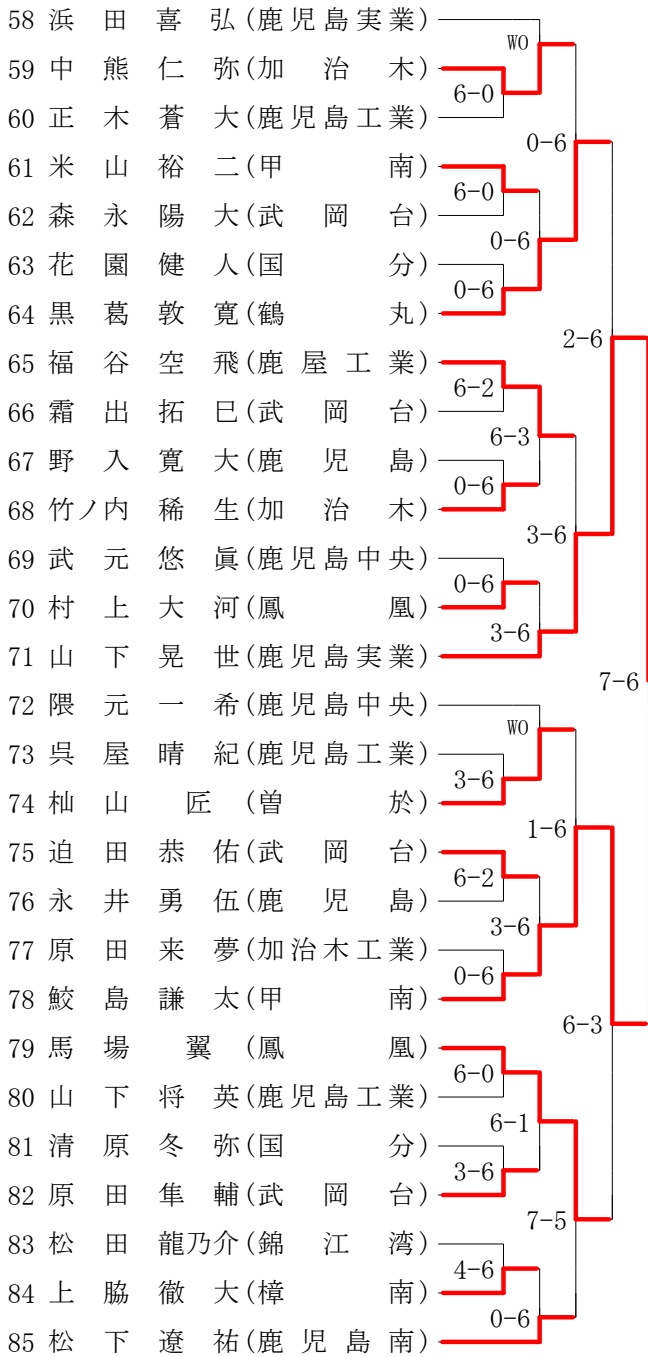 58 浜田喜弘(鹿児島実業)
WO
59 中熊仁弥(加治木)
6-0
60 正木蒼大(鹿児島工業)
0-6
61 米山裕二(甲南)
6-0
62 森永陽大(武岡台)
0-6
63 花園健人(国分)
0-6
64 黒葛敦寛(鶴丸)
2-6
65 福谷空飛(鹿屋工業)
6-2
66 霜出拓巳(武岡台)
6-3
67 野入寛大(鹿児島)
0-6
68 竹ノ内稀生(加治木)
3-6
69 武元悠眞(鹿児島中央)
0-6
70 村上大河(鳳凰)
3-6
71 山下晃世(鹿児島実業)
7-6
72 隈元一希(鹿児島中央)
WO
73 呉屋晴紀(鹿児島工業)
3-6
74 杣山匠(曽於)
1-6
75 迫田恭佑(武岡台)
6-2
76 永井勇伍(鹿児島)
3-6
77 原田来夢(加治木工業)
0-6
78 鮫島謙太(甲南)
6-3
79 馬場翼(鳳凰)
6-0
80 山下将英(鹿児島工業)
6-1
81 清原冬弥(国分)
3-6
82 原田隼輔(武岡台)
7-5
83 松田龍乃介(錦江湾)
4-6
84 上脇徹大(樟南)
0-6
85 松下遼祐(鹿児島南)